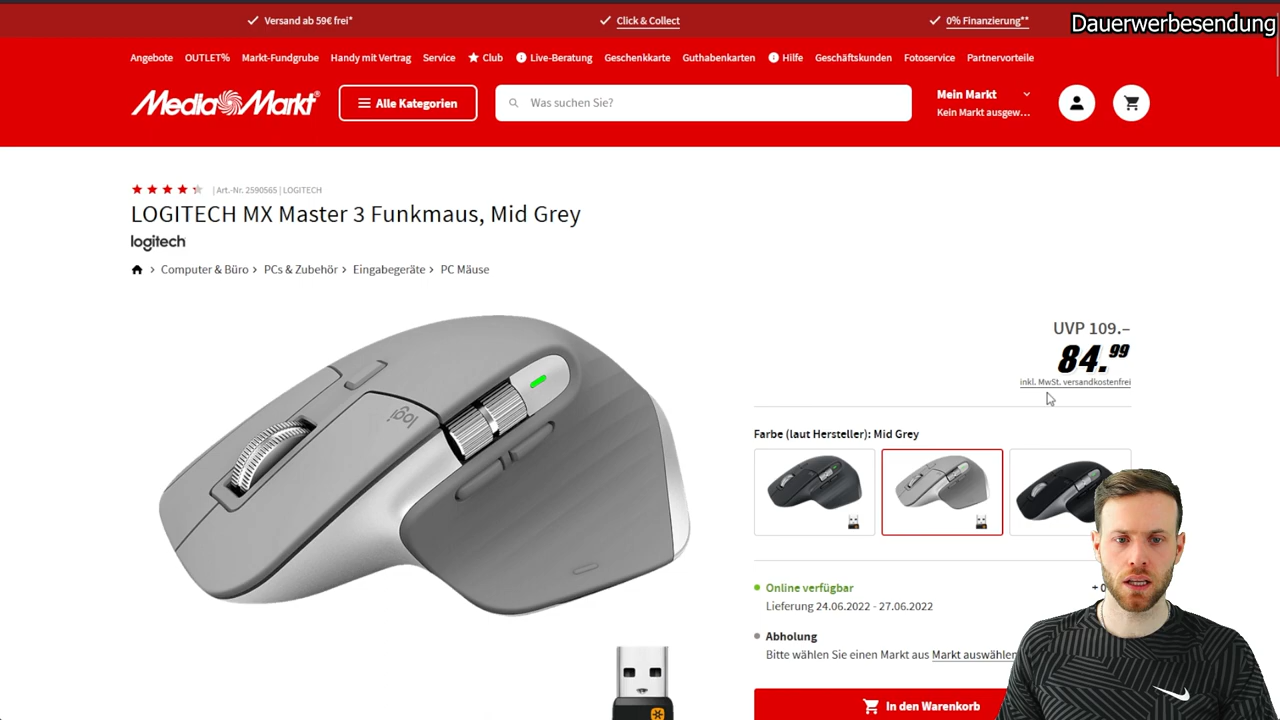 Versand ab 59€ frei*
Click & Collect
0% Finanzierung**
Dauerwerbesendung
Angebote OUTLET% Markt-Fundgrube Handy mit Vertrag Service Club Live-Beratung Geschenkkarte Guthabenkarten Hilfe Geschäftskunden Fotoservice Partnervorteile
MediaMarkt®
Alle Kategorien
Was suchen Sie?
Mein Markt
Kein Markt ausgew...
| Art.-Nr. 2590565 | LOGITECH
LOGITECH MX Master 3 Funkmaus, Mid Grey
logitech
Computer & Büro > PCs & Zubehör > Eingabegeräte > PC Mäuse
logi
UVP 109.–
84.99
inkl. MwSt. versandkostenfrei
Farbe (laut Hersteller): Mid Grey
Online verfügbar
+ 0
Lieferung 24.06.2022 - 27.06.2022
Abholung
Bitte wählen Sie einen Markt aus Markt auswählen
In den Warenkorb